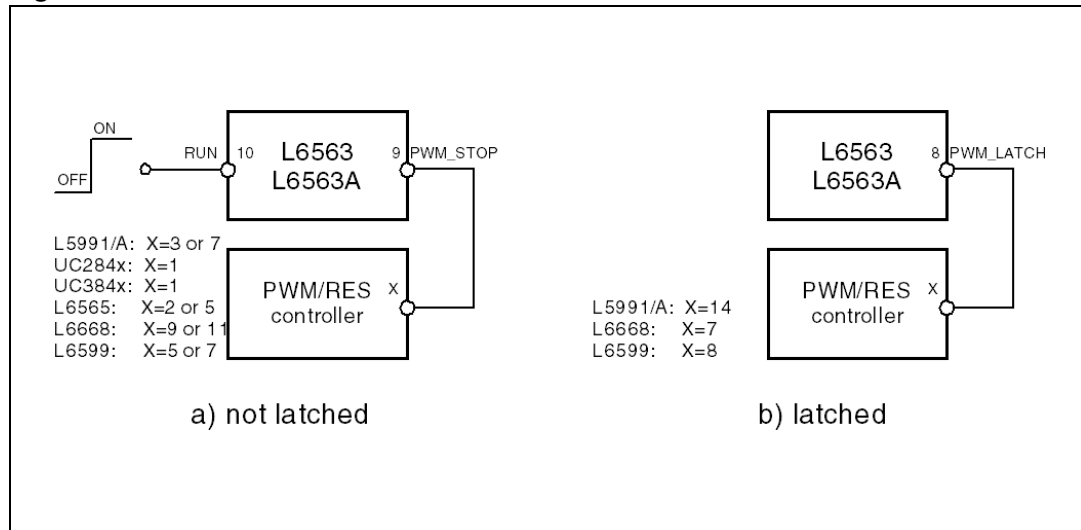 ON
OFF
RUN 10 L6563 9 PWM_STOP
L6563A
L5991/A: X=3 or 7
UC284x: X=1
UC384x: X=1
L6565: X=2 or 5
L6668: X=9 or 11
L6599: X=5 or 7
PWM/RES X
controller
a) not latched
L6563 8 PWM_LATCH
L6563A
L5991/A: X=14
L6668: X=7
L6599: X=8
PWM/RES X
controller
b) latched